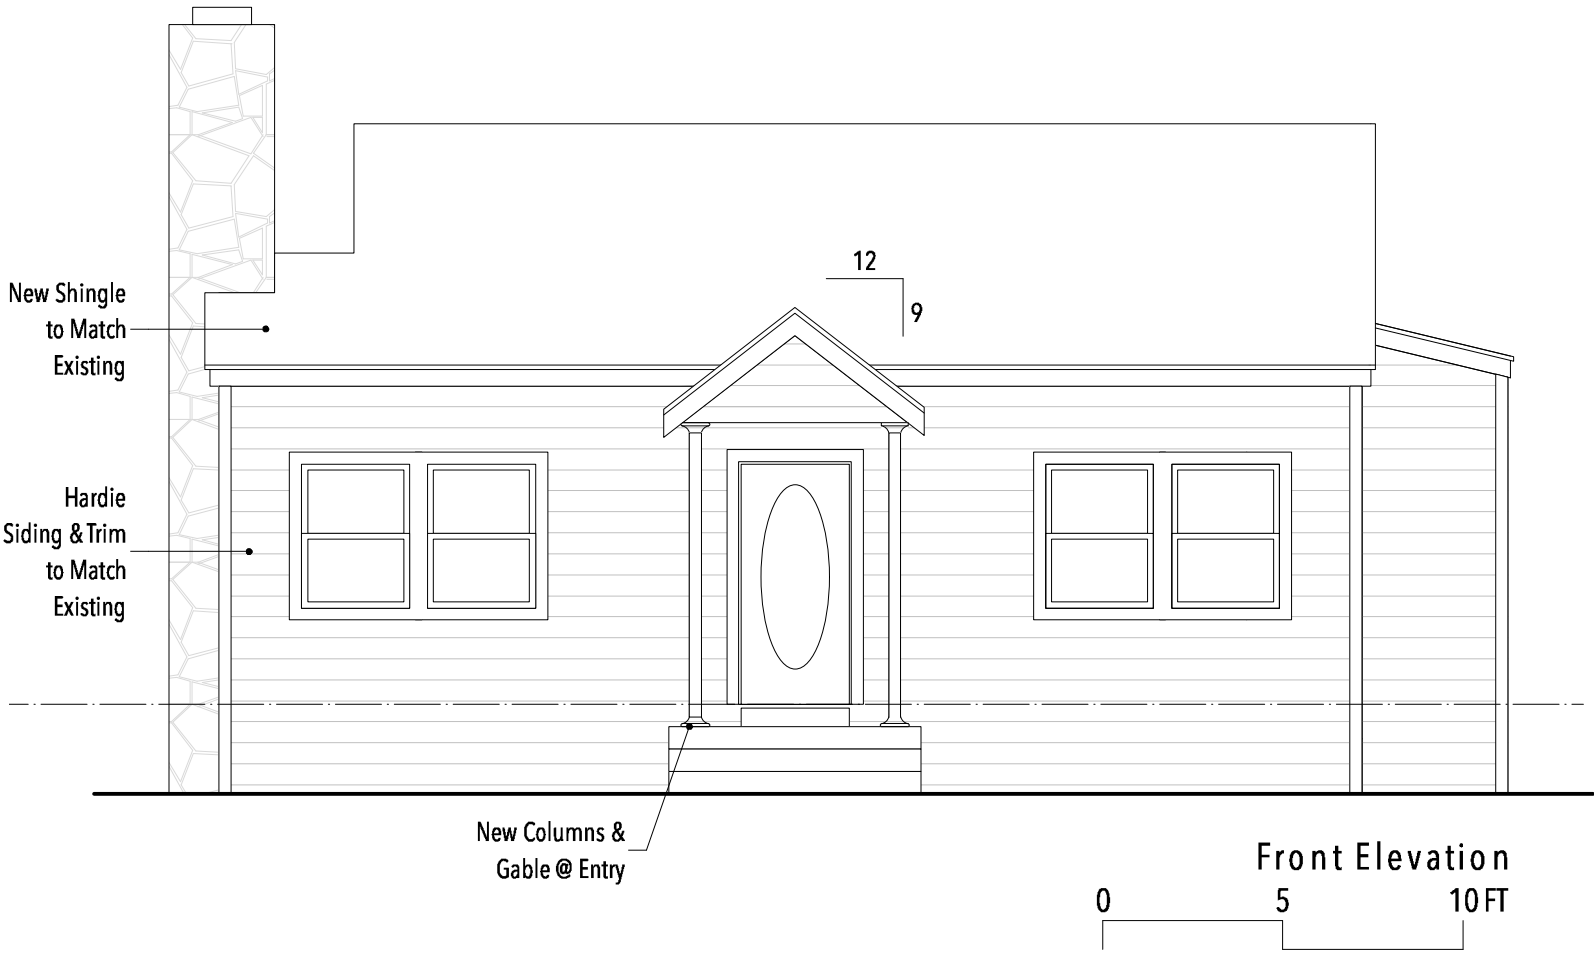 12
9
New Shingle
to Match
Existing
Hardie
Siding & Trim
to Match
Existing
New Columns &
Gable @ Entry
Front Elevation
0 5 10 FT